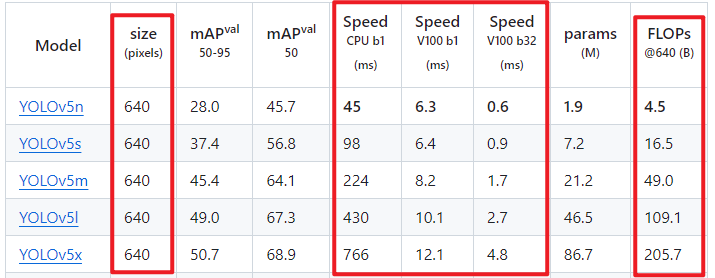 Model size (pixels) mAPval 50-95 mAPval 50 Speed CPU b1 (ms) Speed V100 b1 (ms) Speed V100 b32 (ms) params (M) FLOPs @640 (B)
YOLOv5n 640 28.0 45.7 45 6.3 0.6 1.9 4.5
YOLOv5s 640 37.4 56.8 98 6.4 0.9 7.2 16.5
YOLOv5m 640 45.4 64.1 224 8.2 1.7 21.2 49.0
YOLOv5l 640 49.0 67.3 430 10.1 2.7 46.5 109.1
YOLOv5x 640 50.7 68.9 766 12.1 4.8 86.7 205.7